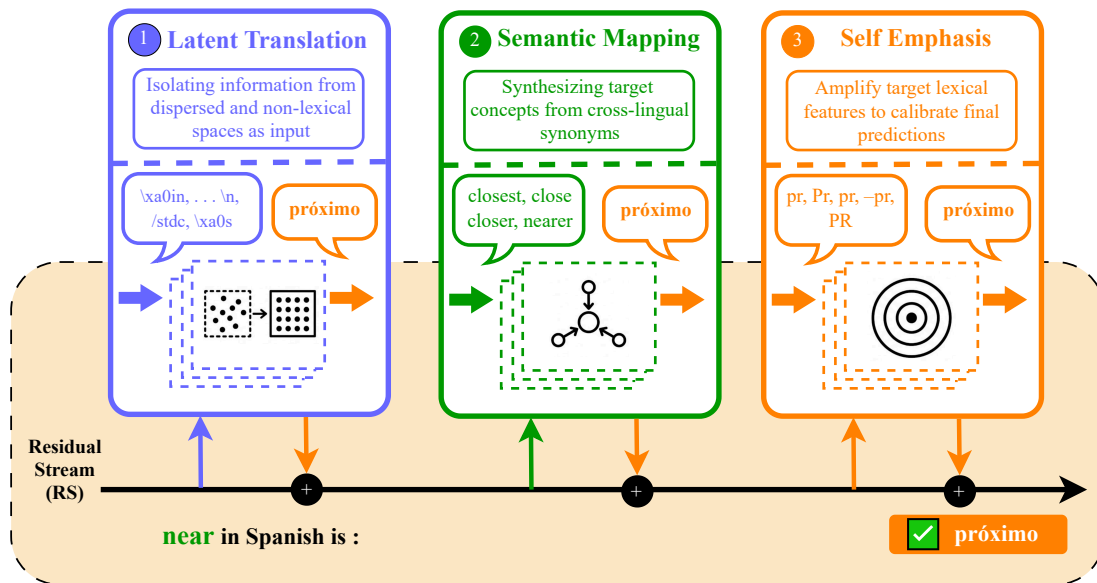 1 Latent Translation
Isolating information from
dispersed and non-lexical
spaces as input
\xa0in, . . . \n,
/stdc, \xa0s
próximo
2 Semantic Mapping
Synthesizing target
concepts from cross-lingual
synonyms
closest, close
closer, nearer
próximo
3 Self Emphasis
Amplify target lexical
features to calibrate final
predictions
pr, Pr, pr, –pr,
PR
próximo
Residual
Stream
(RS)
+
+
+
near in Spanish is :
próximo